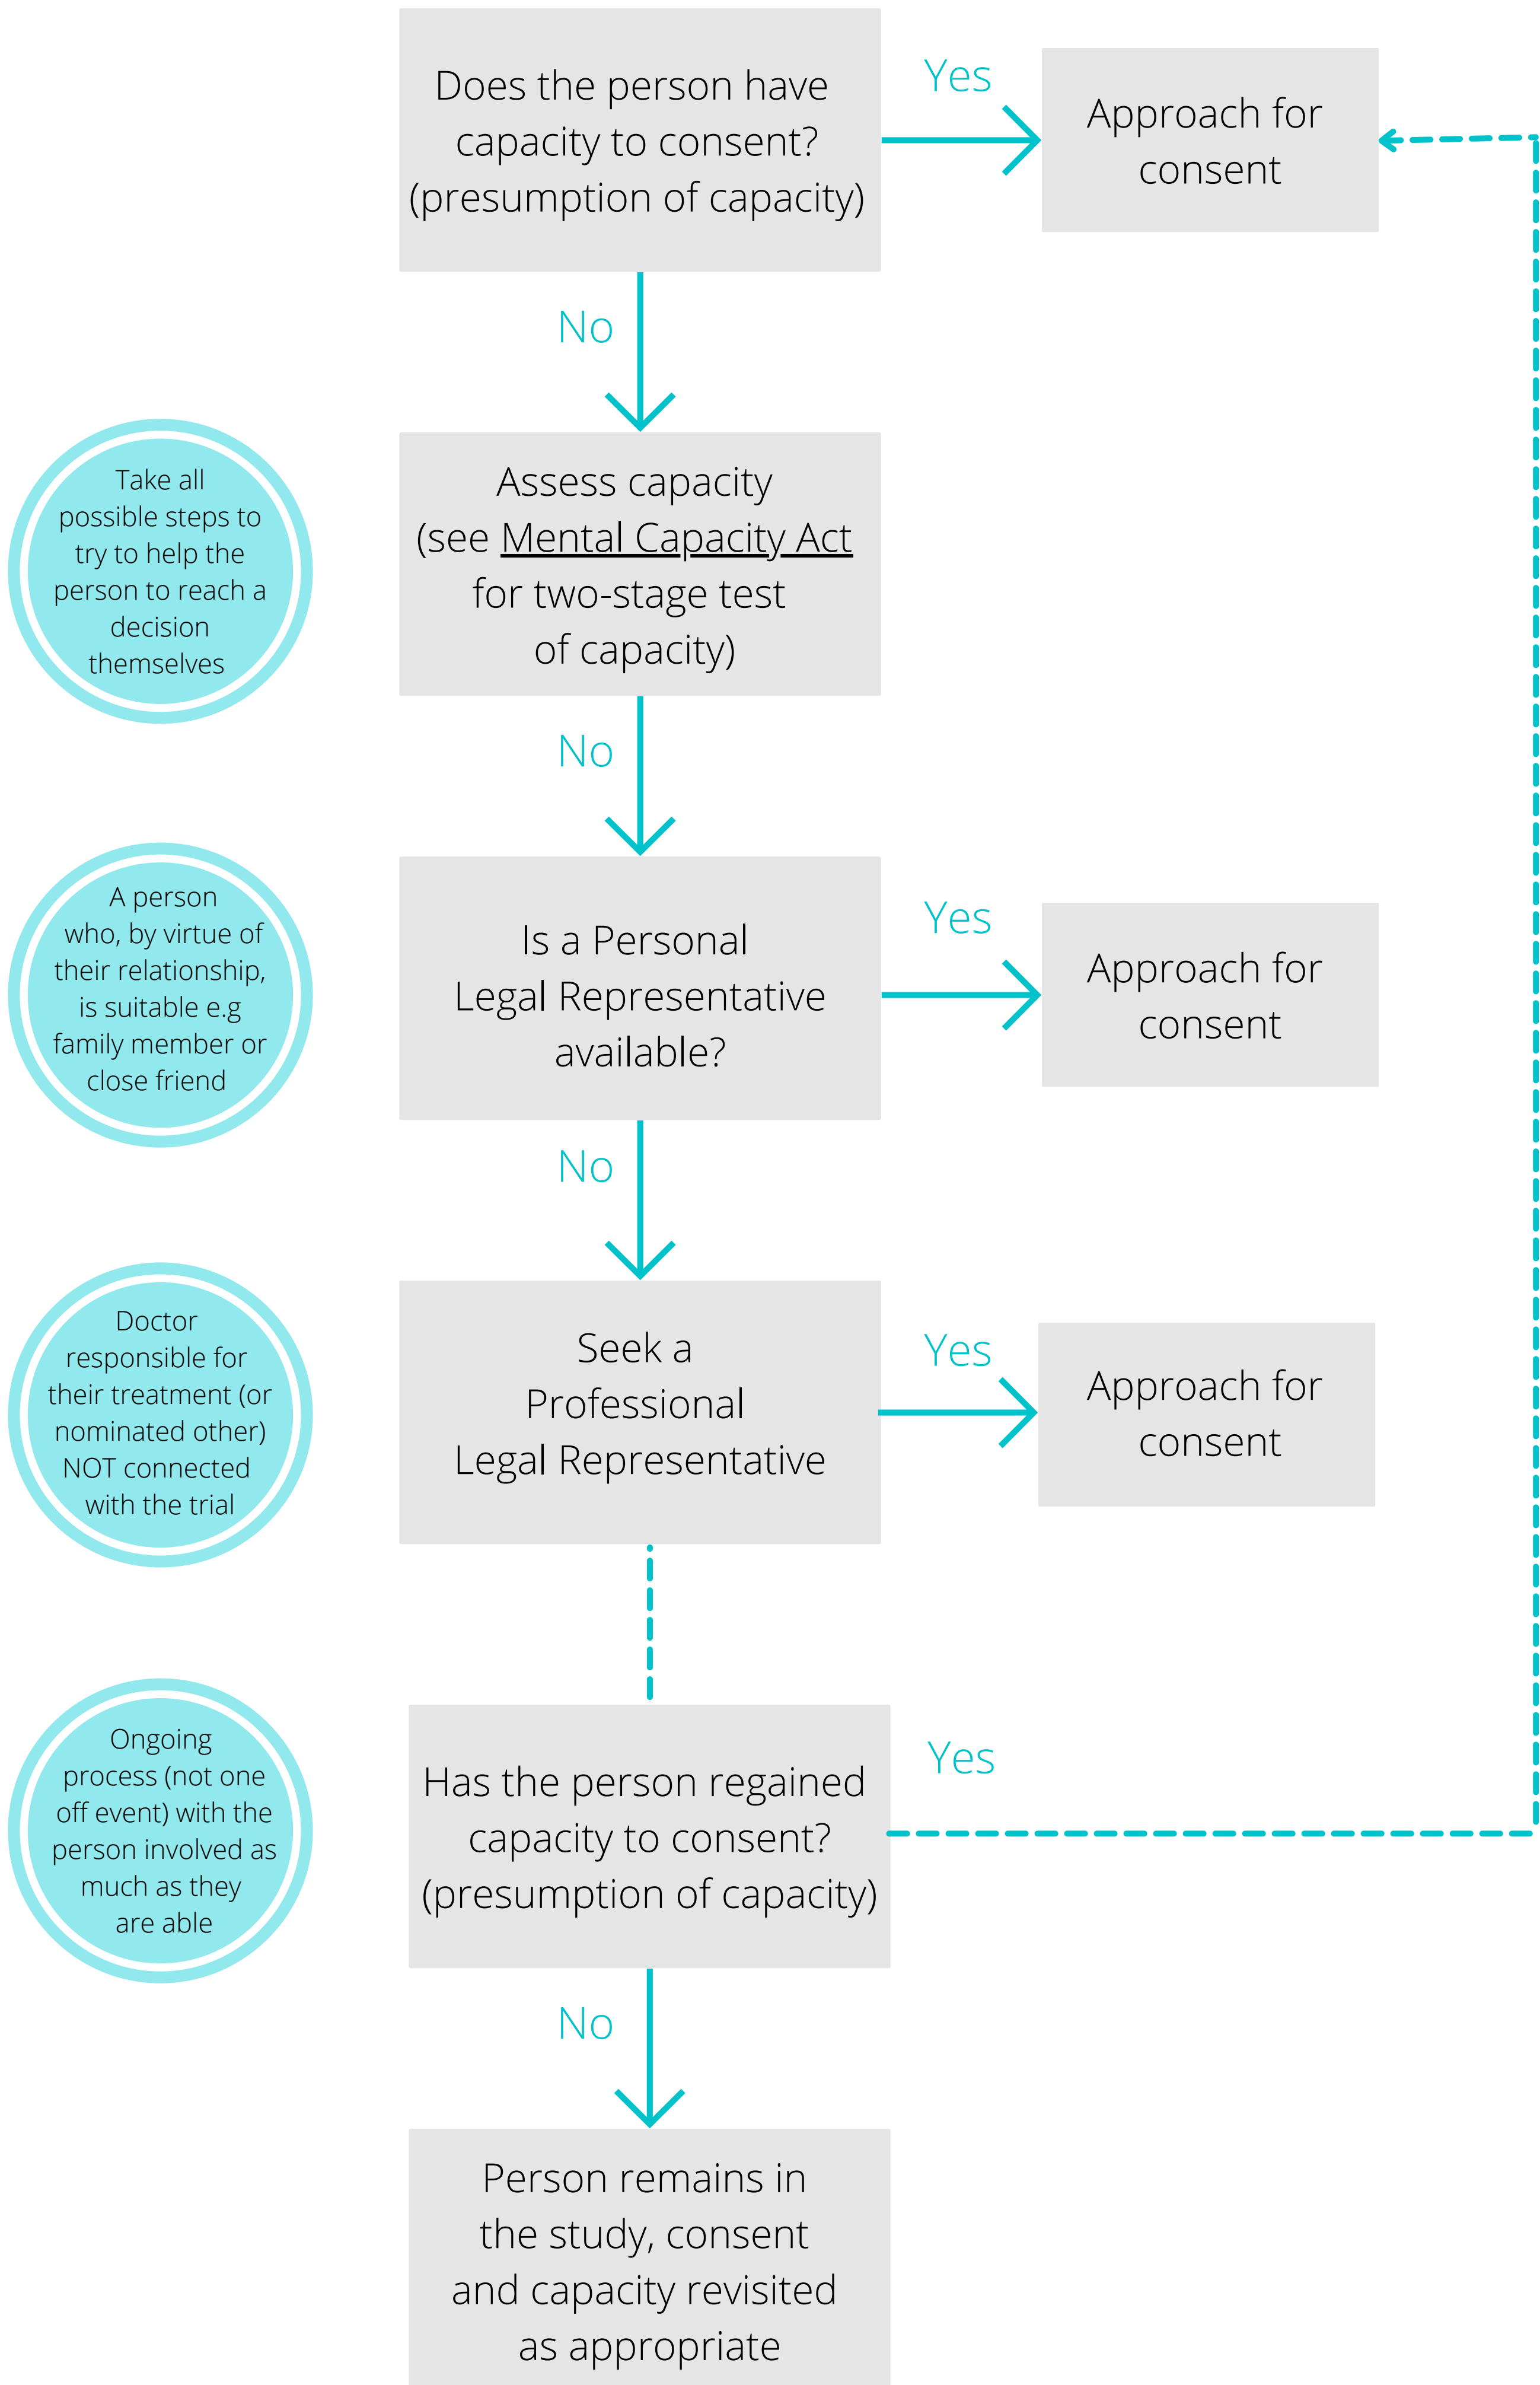 Does the person have
capacity to consent?
(presumption of capacity)
Yes
Approach for
consent
No
Take all
possible steps to
try to help the
person to reach a
decision
themselves
Assess capacity
(see Mental Capacity Act
for two-stage test
of capacity)
No
A person
who, by virtue of
their relationship,
is suitable e.g
family member or
close friend
Is a Personal
Legal Representative
available?
Yes
Approach for
consent
No
Doctor
responsible for
their treatment (or
nominated other)
NOT connected
with the trial
Seek a
Professional
Legal Representative
Yes
Approach for
consent
Ongoing
process (not one
off event) with the
person involved as
much as they
are able
Has the person regained
capacity to consent?
(presumption of capacity)
Yes
No
Person remains in
the study, consent
and capacity revisited
as appropriate